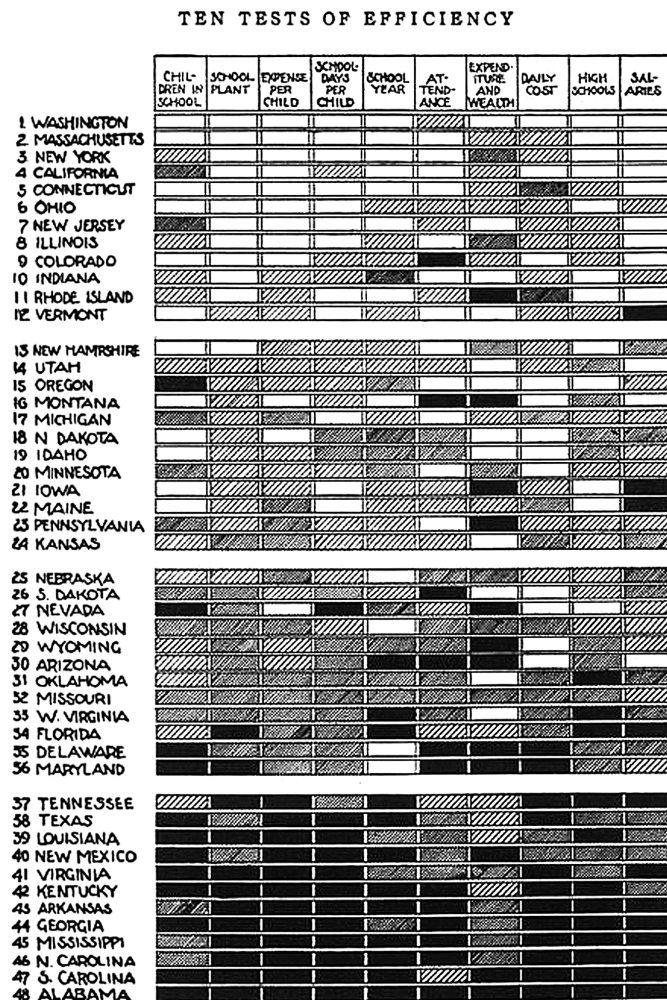 TEN TESTS OF EFFICIENCY
CHIL-
DREN IN
SCHOOL
SCHOOL
PLANT
EXPENSE
PER
CHILD
SCHOOL-
DAYS
PER
CHILD
SCHOOL
YEAR
AT-
TEND-
ANCE
EXPEND-
ITURE
AND
WEALTH
DAILY
COST
HIGH
SCHOOLS
SAL-
ARIES
1 WASHINGTON
2 MASSACHUSETTS
3 NEW YORK
4 CALIFORNIA
5 CONNECTICUT
6 OHIO
7 NEW JERSEY
8 ILLINOIS
9 COLORADO
10 INDIANA
11 RHODE ISLAND
12 VERMONT
13 NEW HAMPSHIRE
14 UTAH
15 OREGON
16 MONTANA
17 MICHIGAN
18 N DAKOTA
19 IDAHO
20 MINNESOTA
21 IOWA
22 MAINE
23 PENNSYLVANIA
24 KANSAS
25 NEBRASKA
26 S. DAKOTA
27 NEVADA
28 WISCONSIN
29 WYOMING
30 ARIZONA
31 OKLAHOMA
32 MISSOURI
33 W. VIRGINIA
34 FLORIDA
35 DELAWARE
36 MARYLAND
37 TENNESSEE
38 TEXAS
39 LOUISIANA
40 NEW MEXICO
41 VIRGINIA
42 KENTUCKY
43 ARKANSAS
44 GEORGIA
45 MISSISSIPPI
46 N. CAROLINA
47 S. CAROLINA
48 ALABAMA